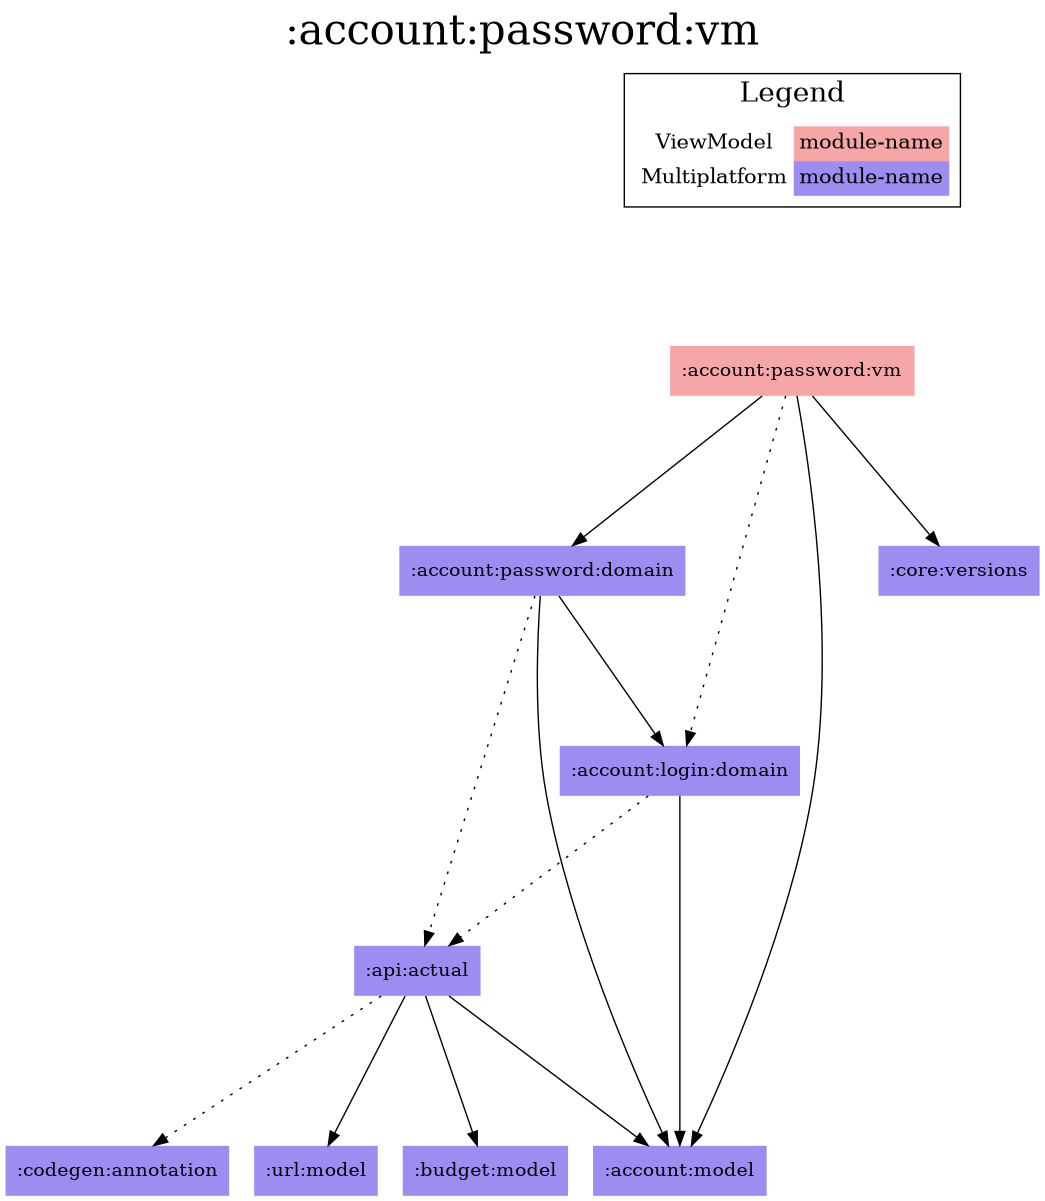 :account:password:vm
Legend
ViewModel module-name
Multiplatform module-name
:account:password:vm
:account:password:domain
:core:versions
:account:login:domain
:api:actual
:codegen:annotation
:url:model
:budget:model
:account:model